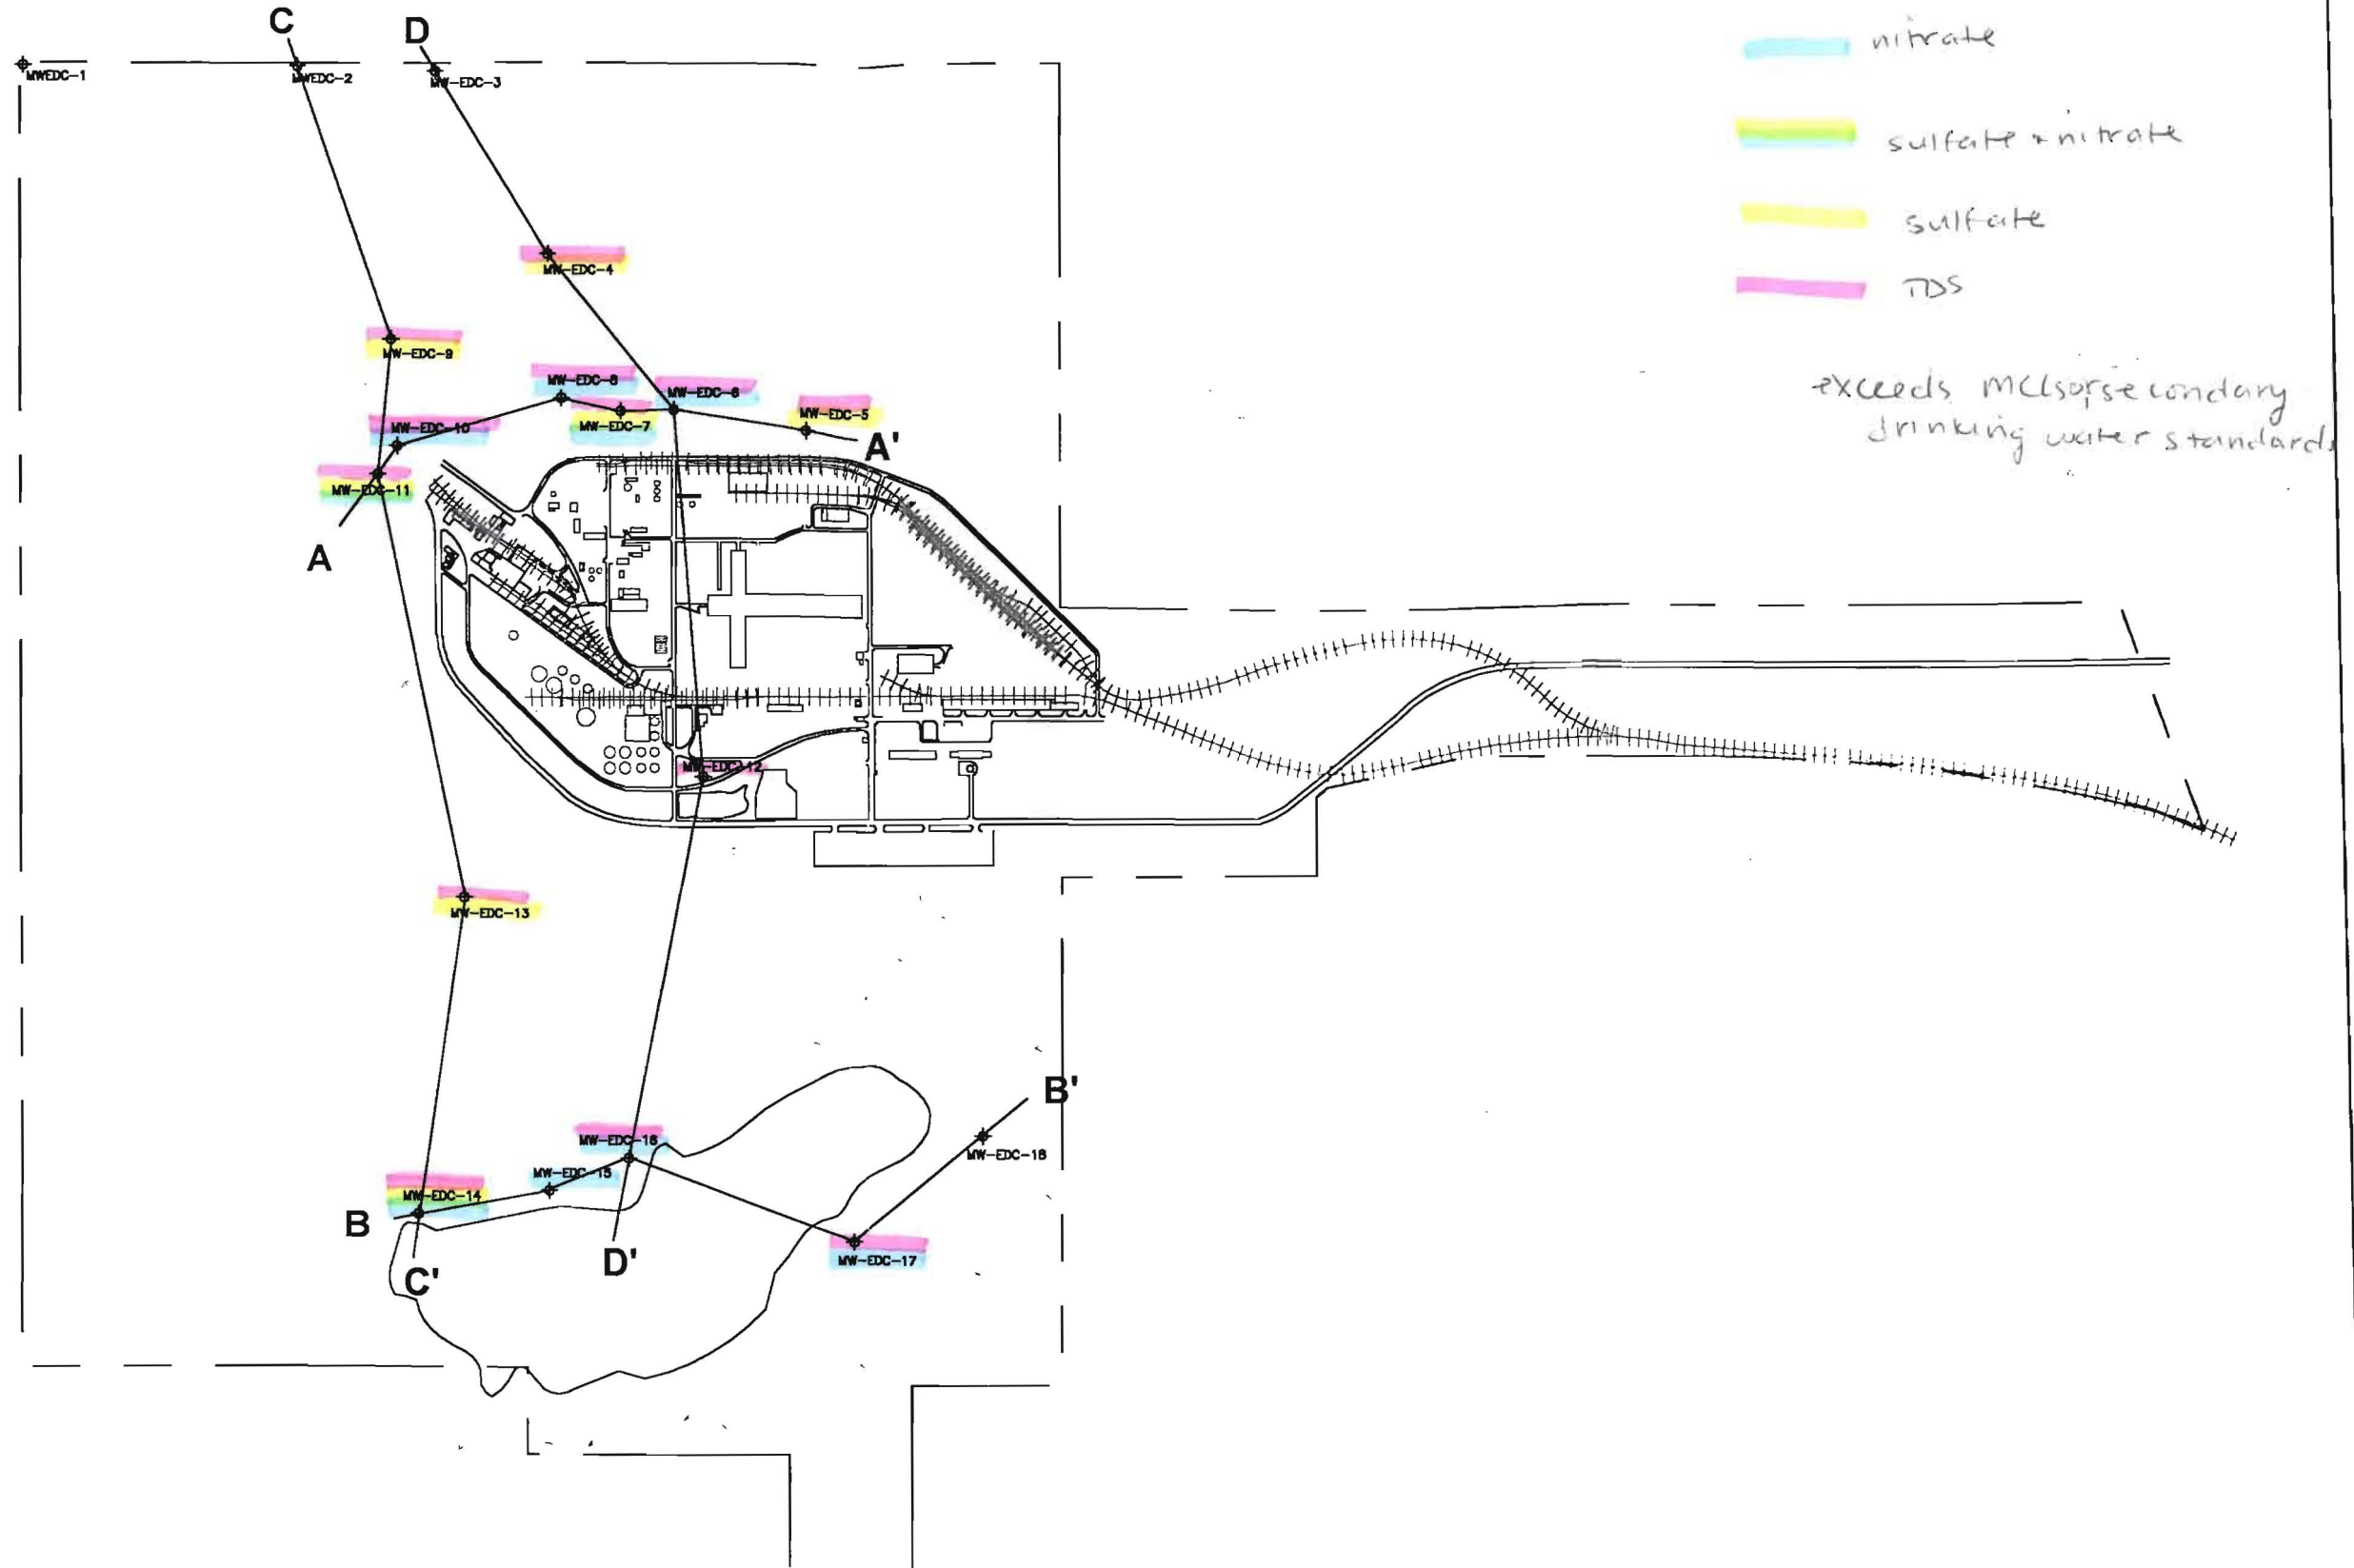 C
D
MWEDC-1
MWEDC-2
MW-EDC-3
nitrate
sulfate + nitrate
sulfate
TDS
exceeds MCLs or secondary
drinking water standards
MW-EDC-4
MW-EDC-9
MW-EDC-8
MW-EDC-6
MW-EDC-7
MW-EDC-5
MW-EDC-10
A'
MW-EDC-11
A
MW-EDC-12
MW-EDC-13
B'
MW-EDC-16
MW-EDC-18
MW-EDC-15
MW-EDC-14
B
D'
MW-EDC-17
C'